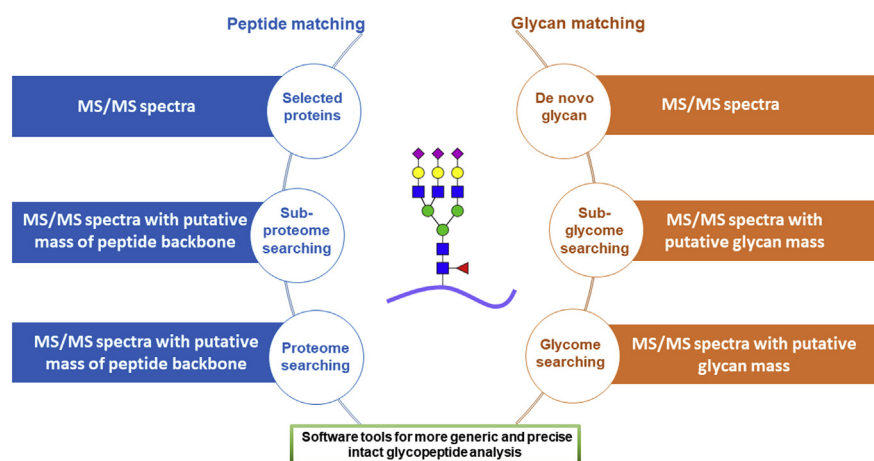 Peptide matching
Glycan matching
MS/MS spectra
Selected
proteins
De novo
glycan
MS/MS spectra
MS/MS spectra with putative
mass of peptide backbone
Sub-
proteome
searching
Sub-
glycome
searching
MS/MS spectra with
putative glycan mass
MS/MS spectra with putative
mass of peptide backbone
Proteome
searching
Glycome
searching
MS/MS spectra with putative
glycan mass
Software tools for more generic and precise
intact glycopeptide analysis